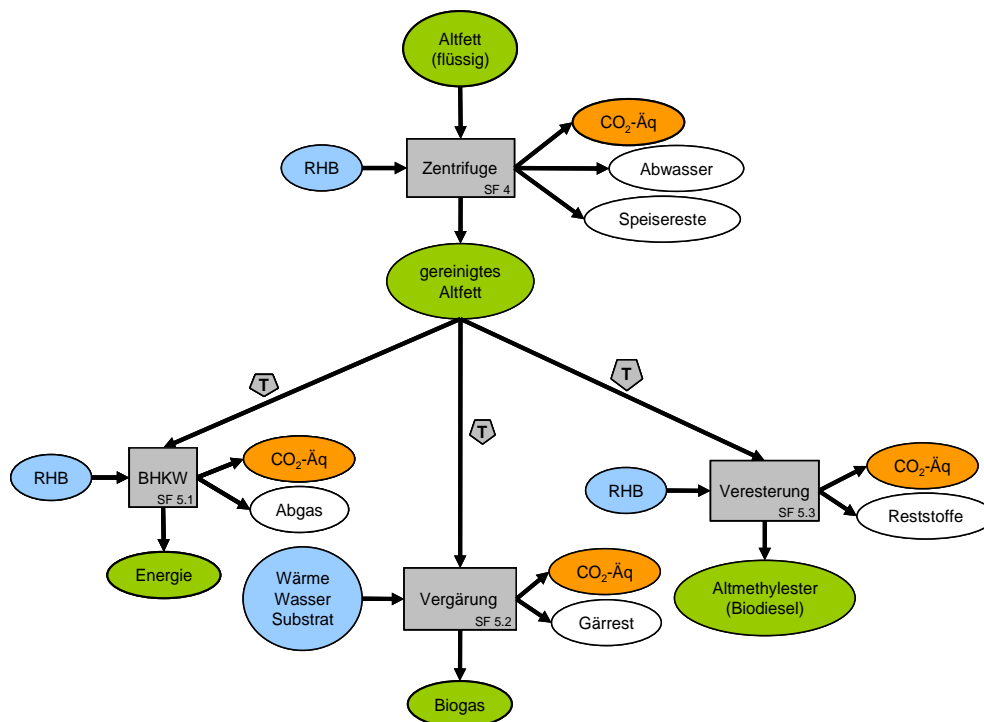 Altfett
(flüssig)
CO₂-Äq
RHB
Zentrifuge
SF 4
Abwasser
Speisereste
gereinigtes
Altfett
T
T
T
RHB
BHKW
SF 5.1
CO₂-Äq
Abgas
Energie
RHB
Veresterung
SF 5.3
CO₂-Äq
Reststoffe
Altmethylester
(Biodiesel)
Wärme
Wasser
Substrat
Vergärung
SF 5.2
CO₂-Äq
Gärrest
Biogas